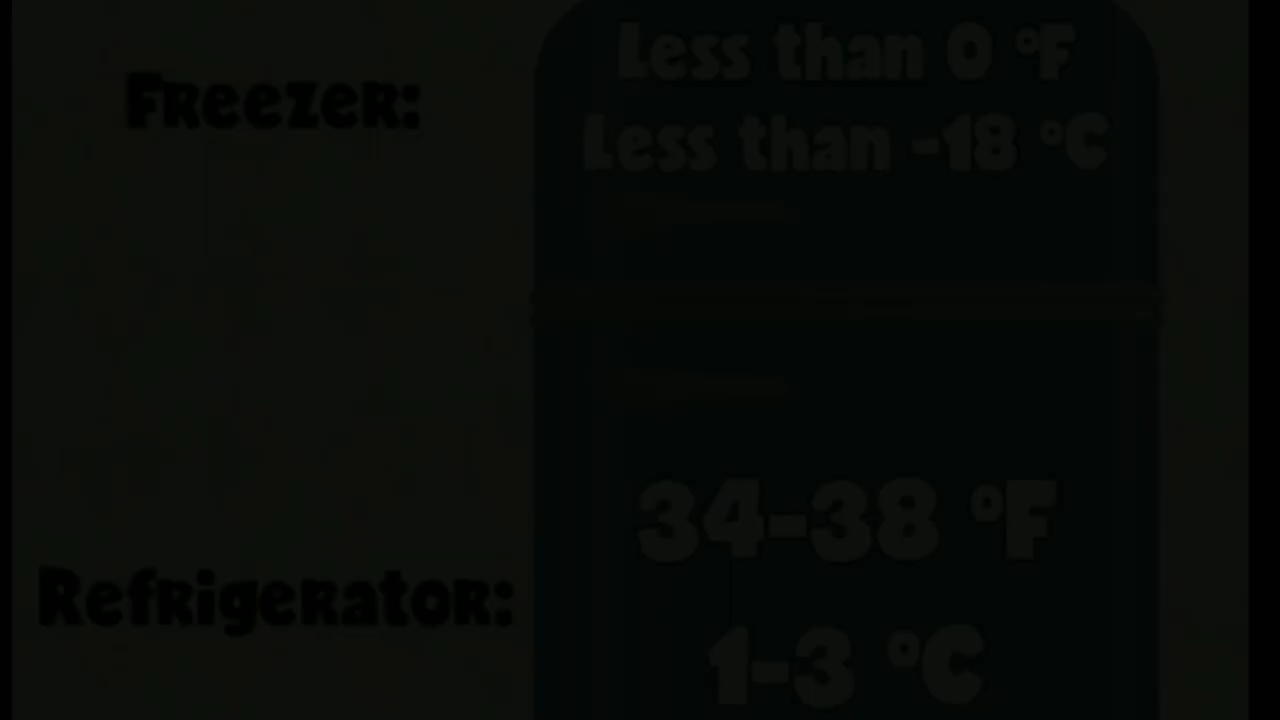 Less than 0 °F
Freezer:
Less than -18 °C
34-38 °F
Refrigerator:
1-3 °C